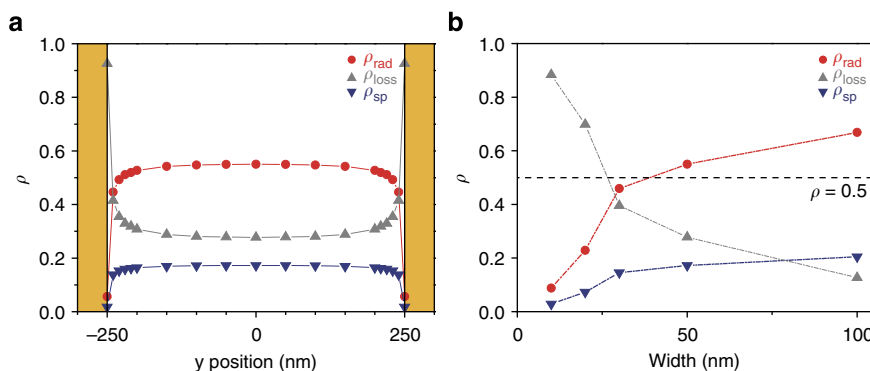 a
1.0
0.8
0.6
0.4
0.2
0.0
ρ
ρrad
ρloss
ρsp
−250
0
250
y position (nm)
b
1.0
0.8
0.6
0.4
0.2
0.0
ρ
ρrad
ρloss
ρsp
ρ = 0.5
0
50
100
Width (nm)